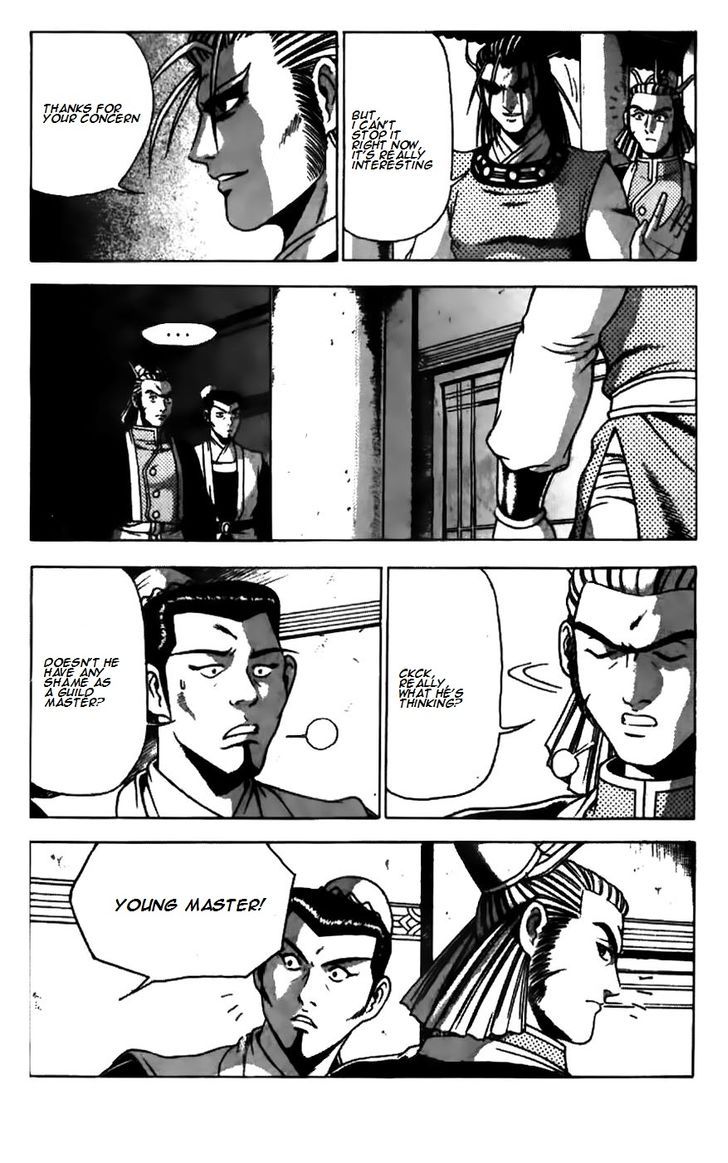 THANKS FOR
YOUR CONCERN
BUT,
I CAN'T
STOP IT
RIGHT NOW,
IT'S REALLY
INTERESTING
...
DOESN'T HE
HAVE ANY
SHAME AS
A GUILD
MASTER?
CKCK,
REALLY
WHAT HE'S
THINKING?
YOUNG MASTER!